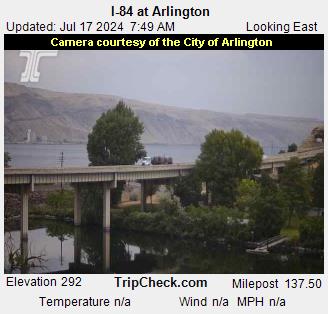 I-84 at Arlington
Updated: Jul 17 2024 7:49 AM Looking East
Camera courtesy of the City of Arlington
Elevation 292 TripCheck.com Milepost 137.50
Temperature n/a Wind n/a MPH n/a